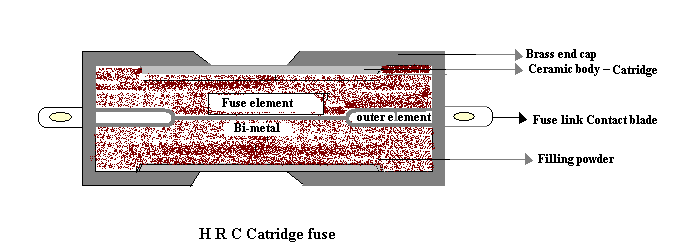 Brass end cap
Ceramic body – Catridge
Fuse element
outer element
Fuse link Contact blade
Bi-metal
Filling powder
H R C Catridge fuse